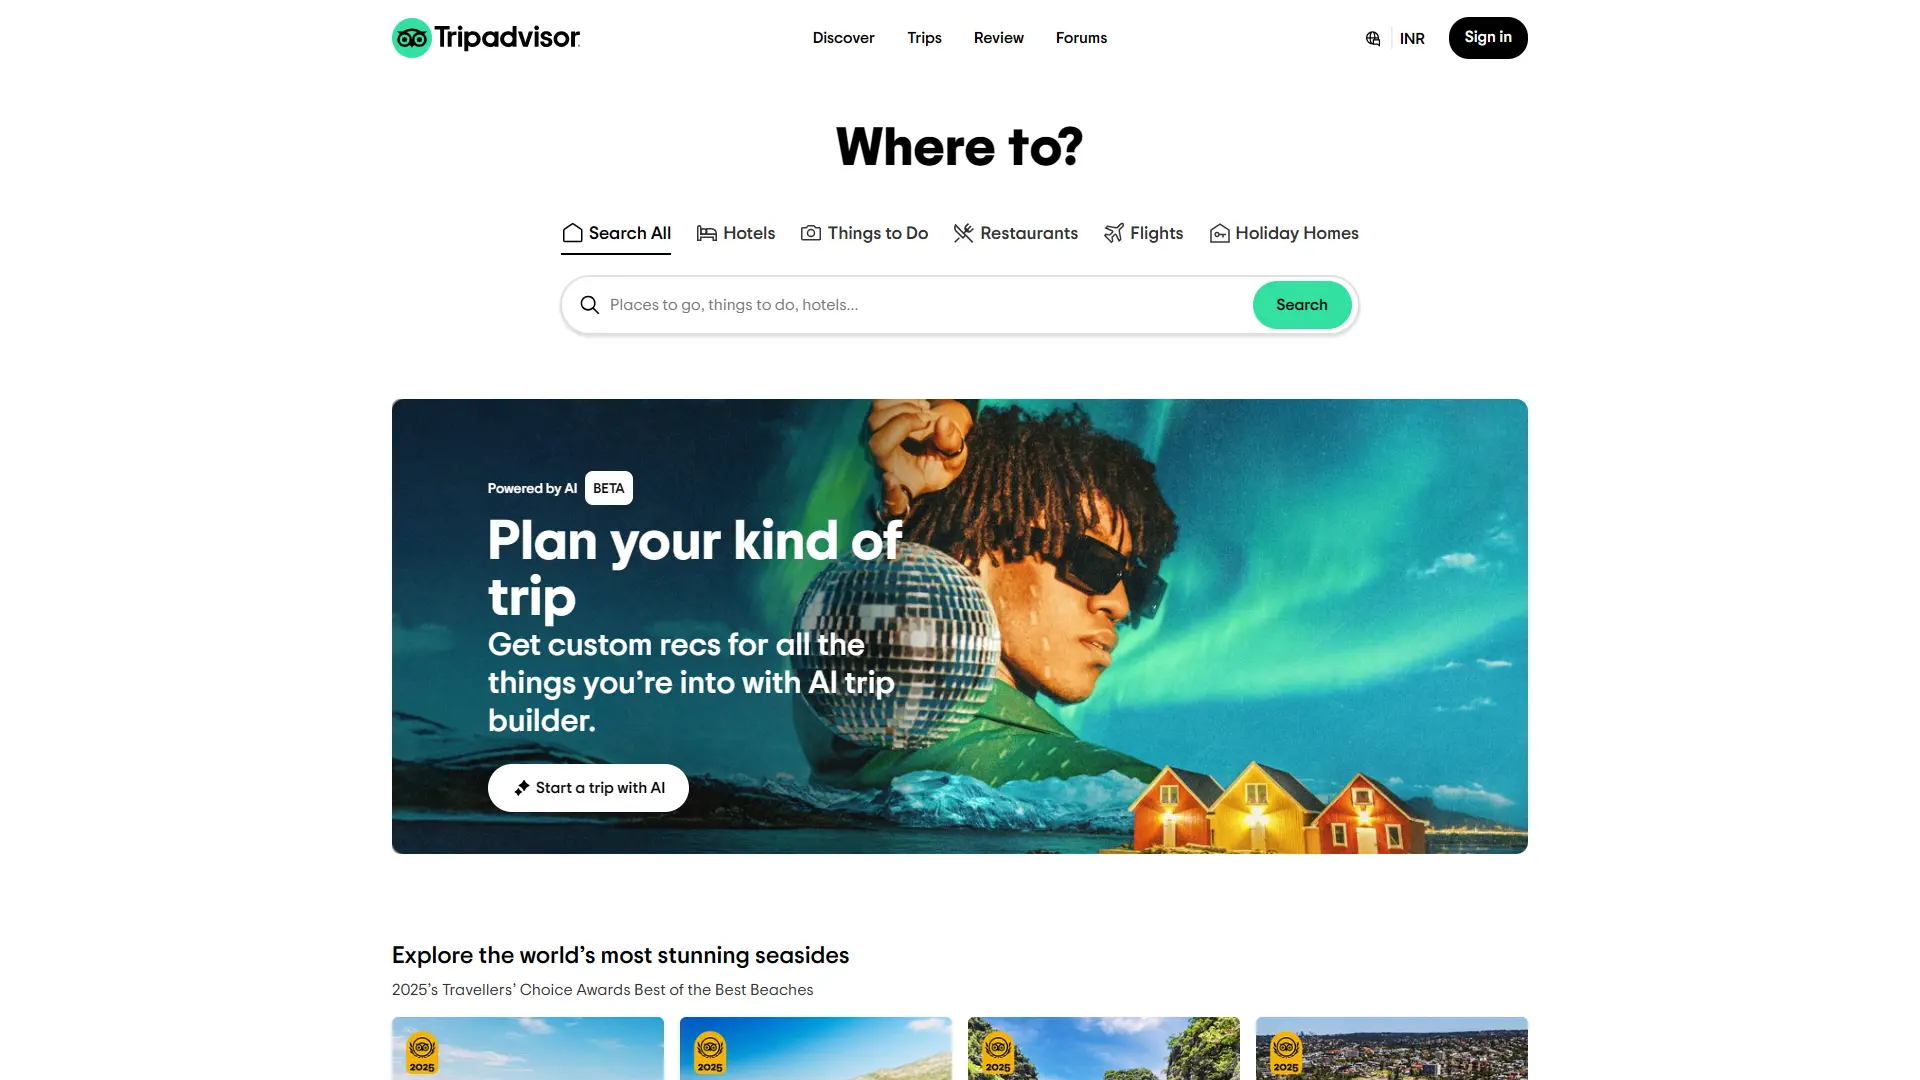 Tripadvisor
Discover
Trips
Review
Forums
INR
Sign in
Where to?
Search All
Hotels
Things to Do
Restaurants
Flights
Holiday Homes
Places to go, things to do, hotels...
Search
Powered by AI
BETA
Plan your kind of
trip
Get custom recs for all the
things you’re into with AI trip
builder.
Start a trip with AI
Explore the world’s most stunning seasides
2025’s Travellers’ Choice Awards Best of the Best Beaches
2025
2025
2025
2025